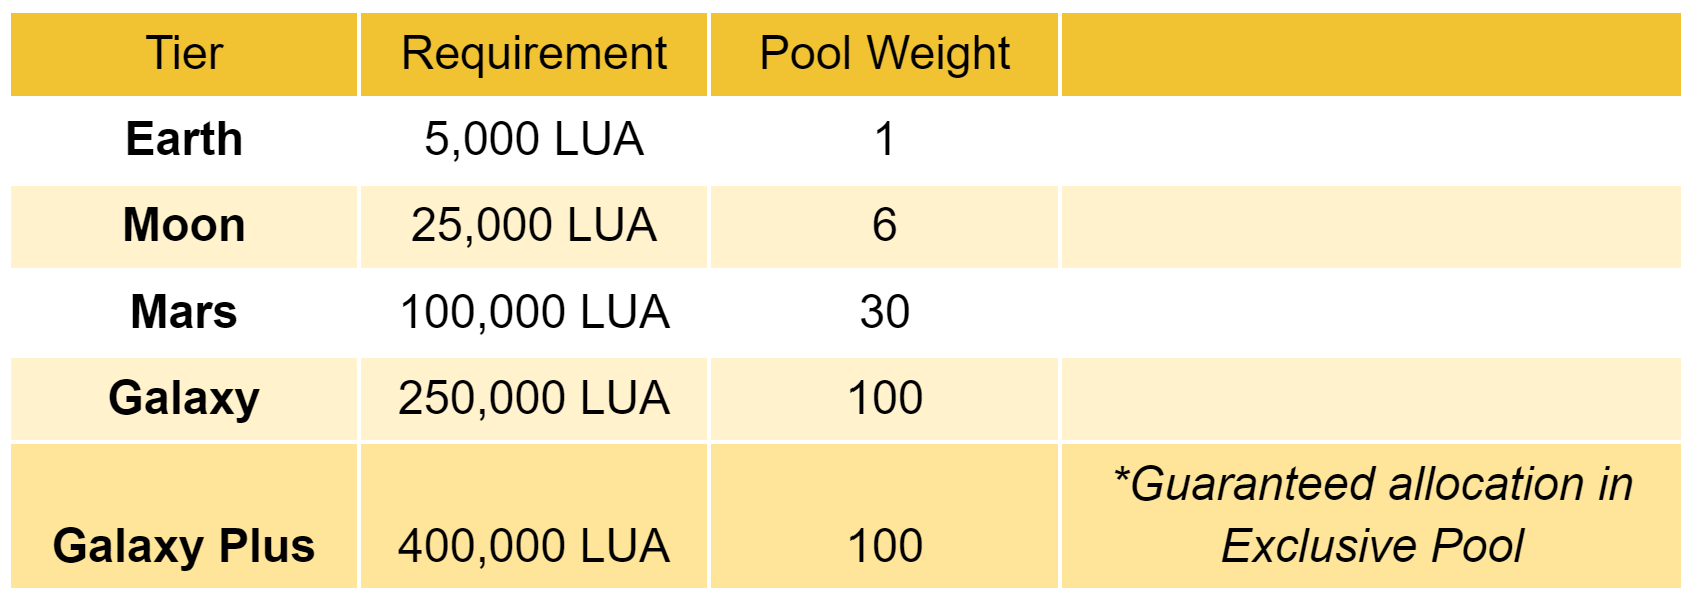 Tier Requirement Pool Weight
Earth 5,000 LUA 1
Moon 25,000 LUA 6
Mars 100,000 LUA 30
Galaxy 250,000 LUA 100
Galaxy Plus 400,000 LUA 100 *Guaranteed allocation in
Exclusive Pool